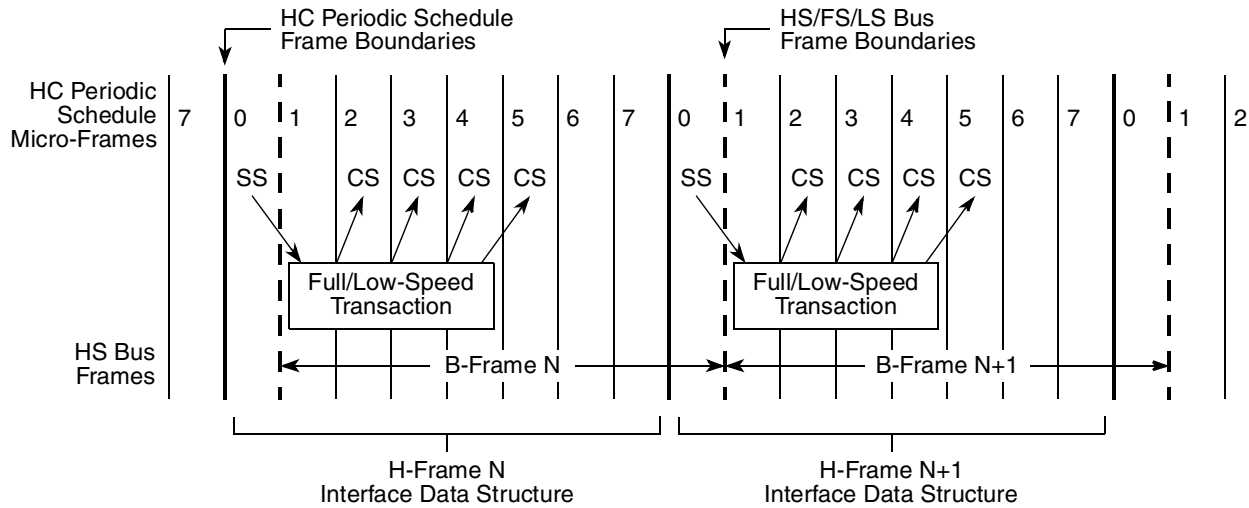 HC Periodic Schedule
Frame Boundaries
HS/FS/LS Bus
Frame Boundaries
HC Periodic
Schedule
Micro-Frames
7 0 1 2 3 4 5 6 7 0 1 2 3 4 5 6 7 0 1 2
SS CS CS CS CS SS CS CS CS CS
Full/Low-Speed
Transaction
Full/Low-Speed
Transaction
HS Bus
Frames
B-Frame N
B-Frame N+1
H-Frame N
Interface Data Structure
H-Frame N+1
Interface Data Structure